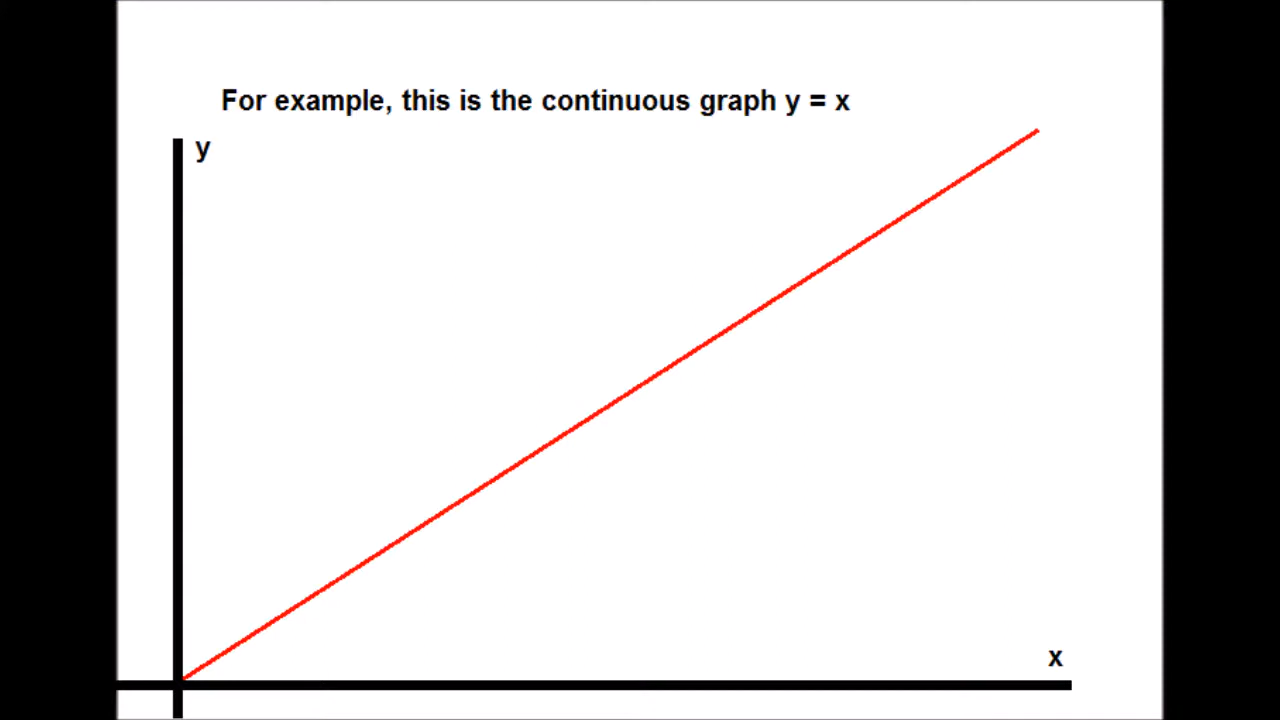 For example, this is the continuous graph y = x
y
x